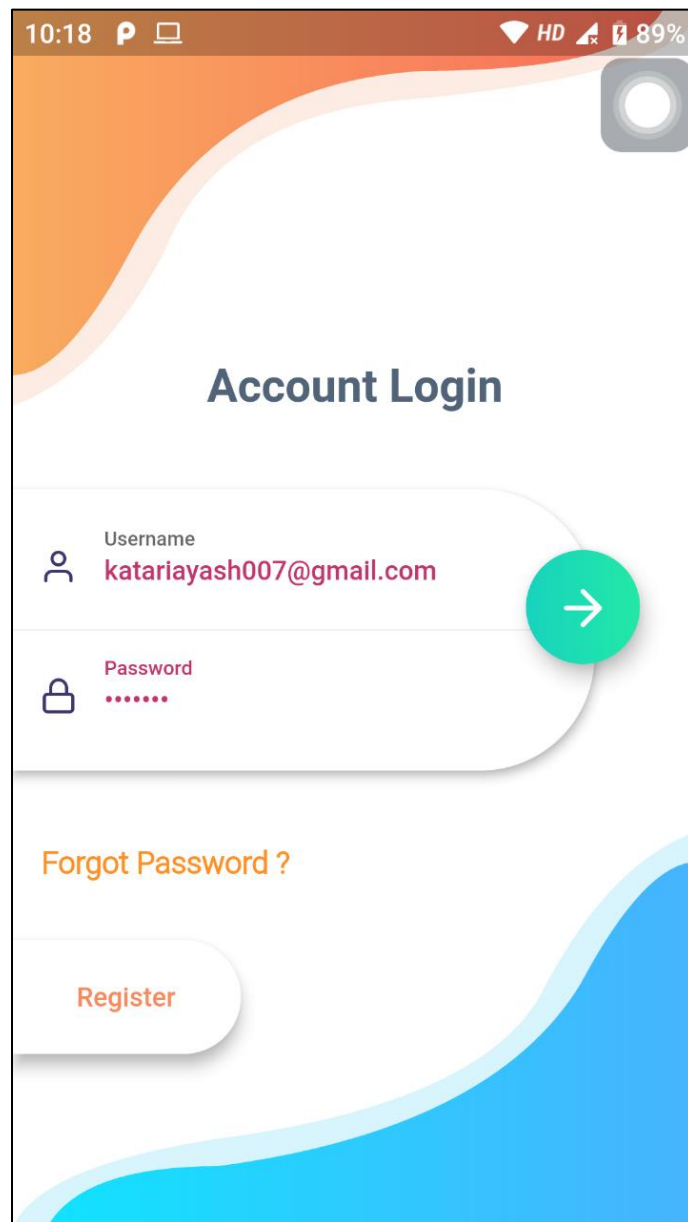 10:18 HD 89%
Account Login
Username
katariayash007@gmail.com
Password
•••••••
Forgot Password ?
Register